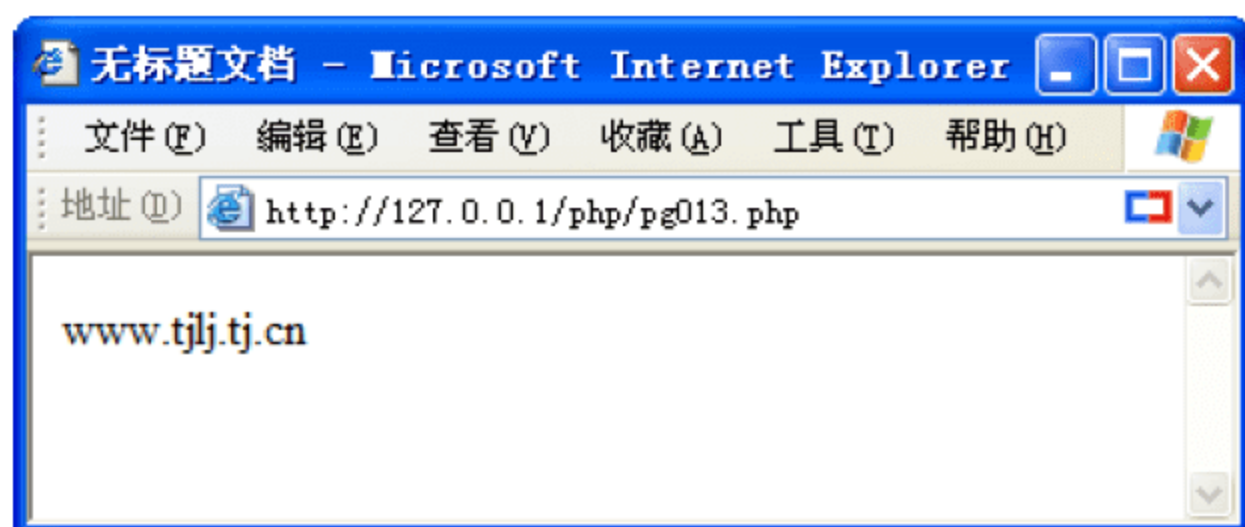 无标题文档 - Microsoft Internet Explorer
文件(F) 编辑(E) 查看(V) 收藏(A) 工具(T) 帮助(H)
地址(D) http://127.0.0.1/php/pg013.php
www.tjlj.tj.cn